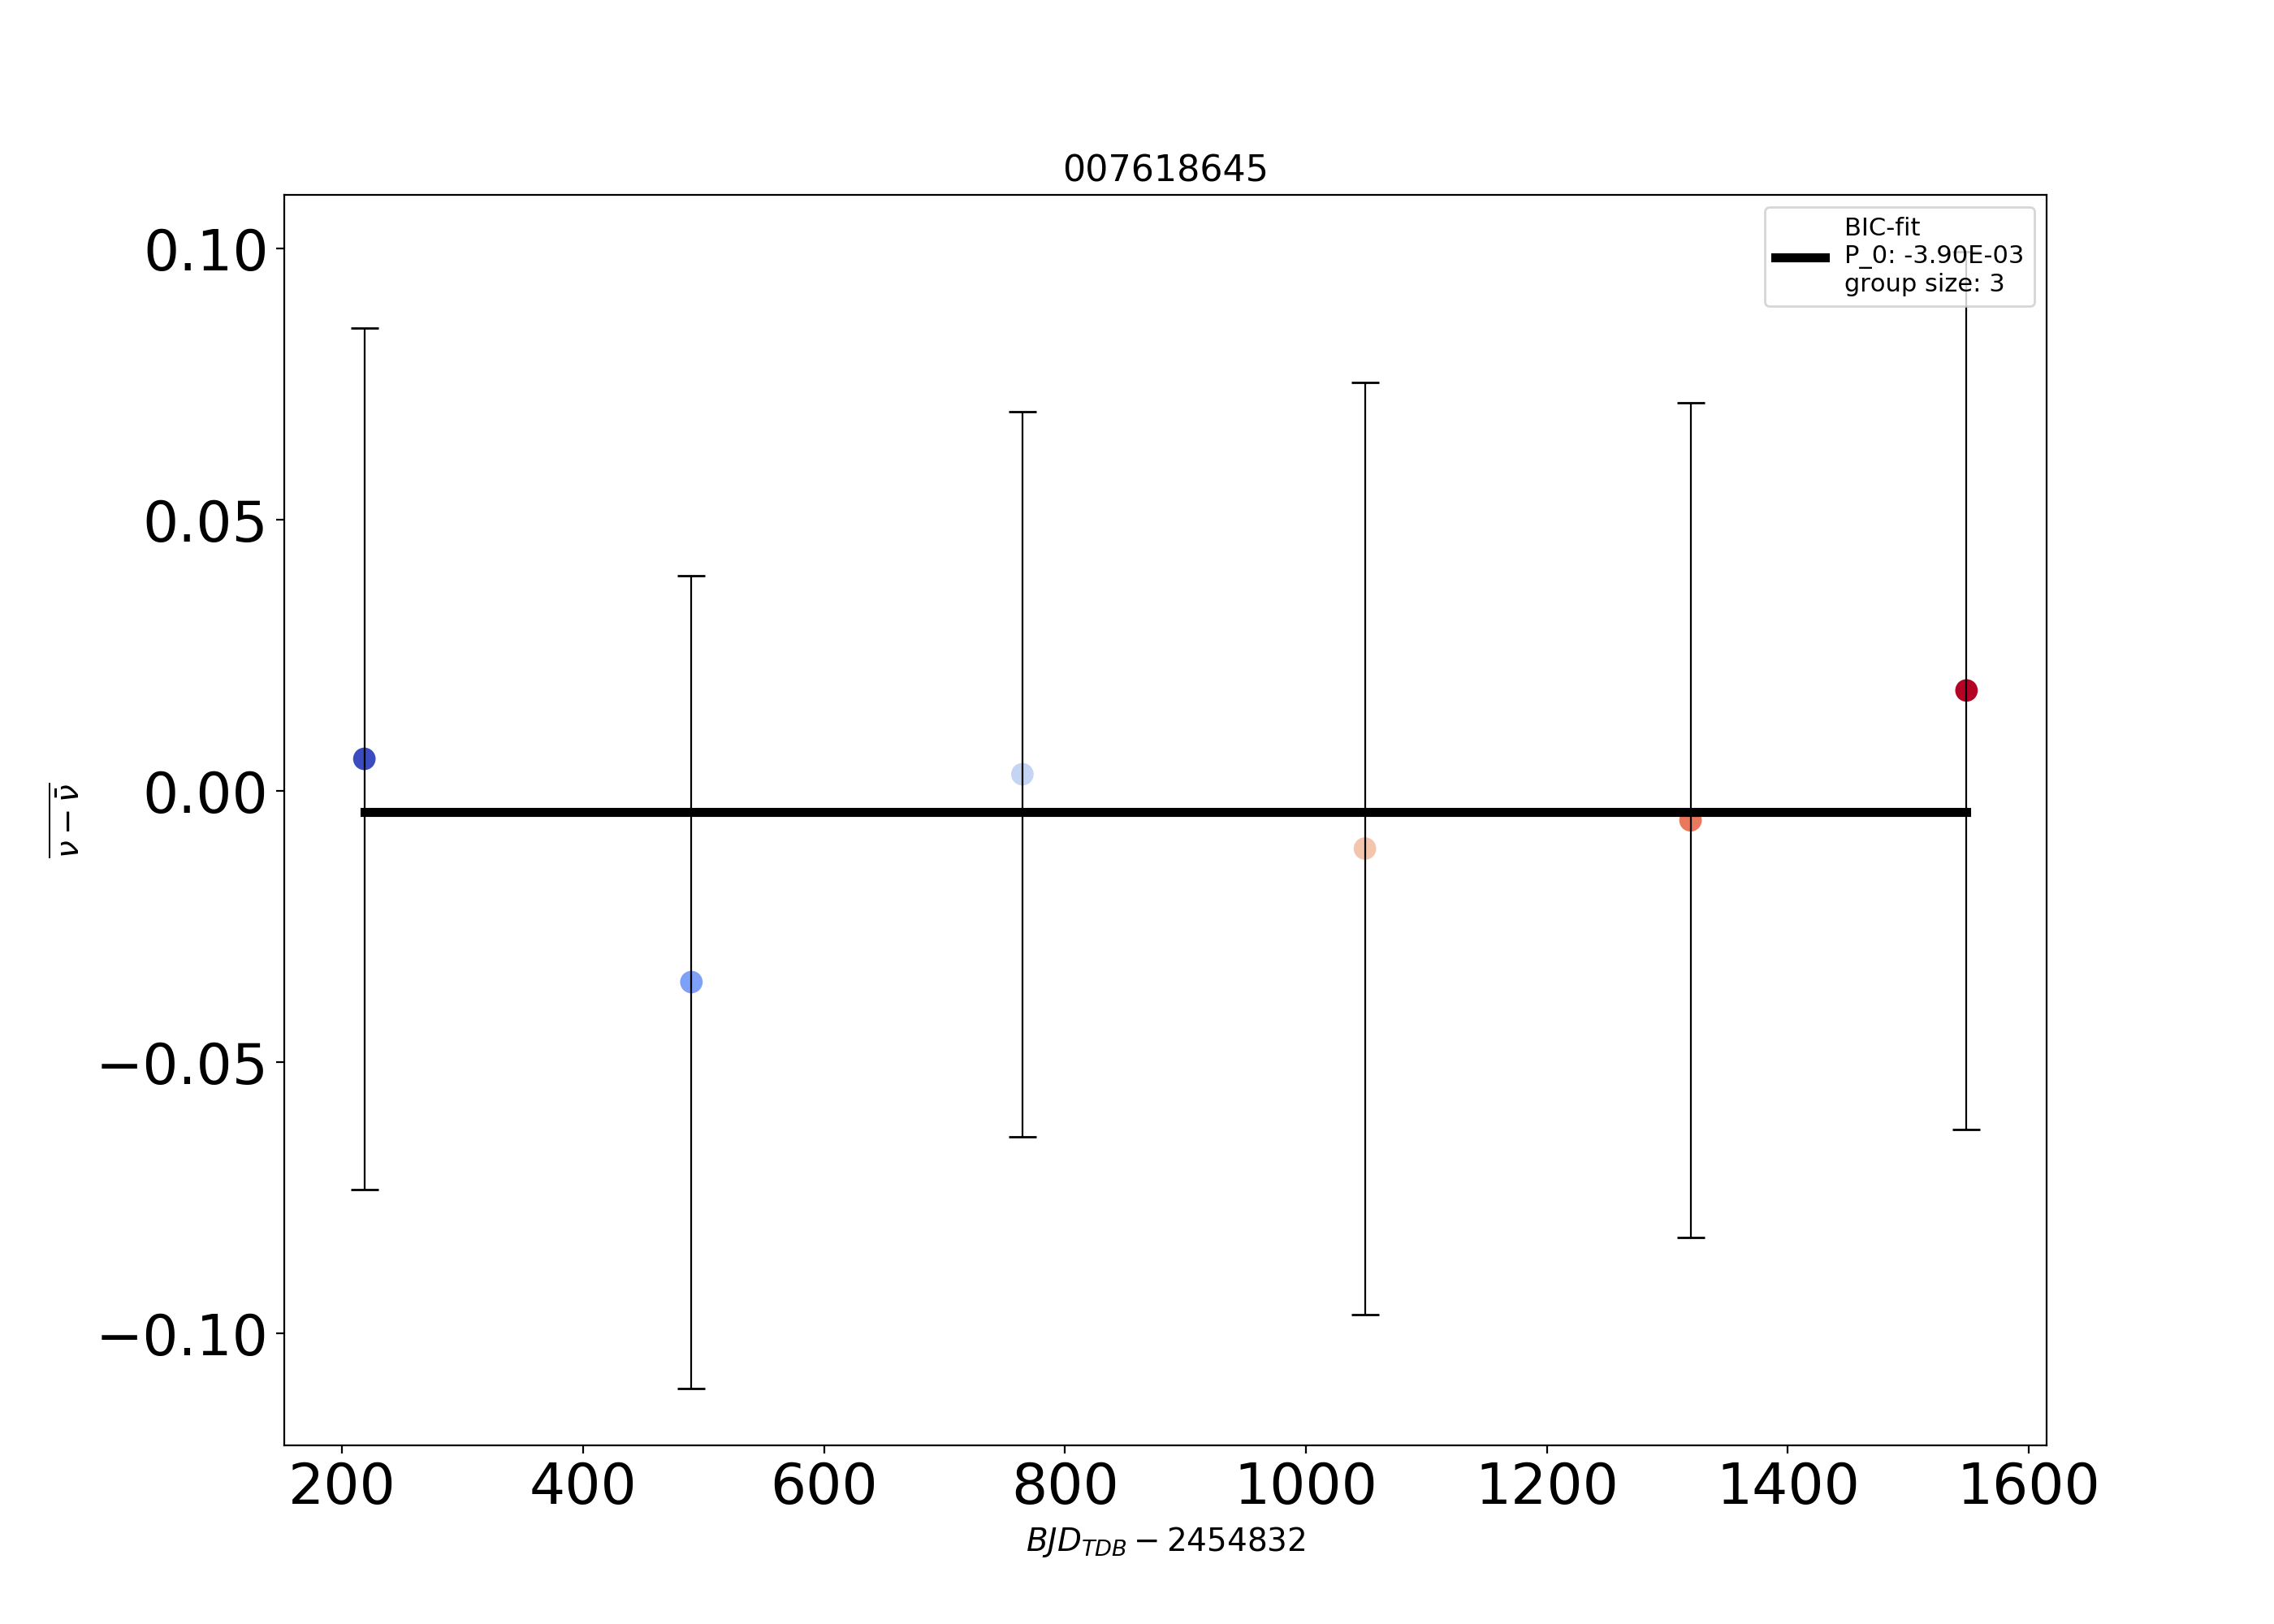 007618645
BIC-fit
P_0: -3.90E-03
group size: 3
0.10
0.05
0.00
−0.05
−0.10
ν − ν̄
200 400 600 800 1000 1200 1400 1600
BJD_TDB − 2454832